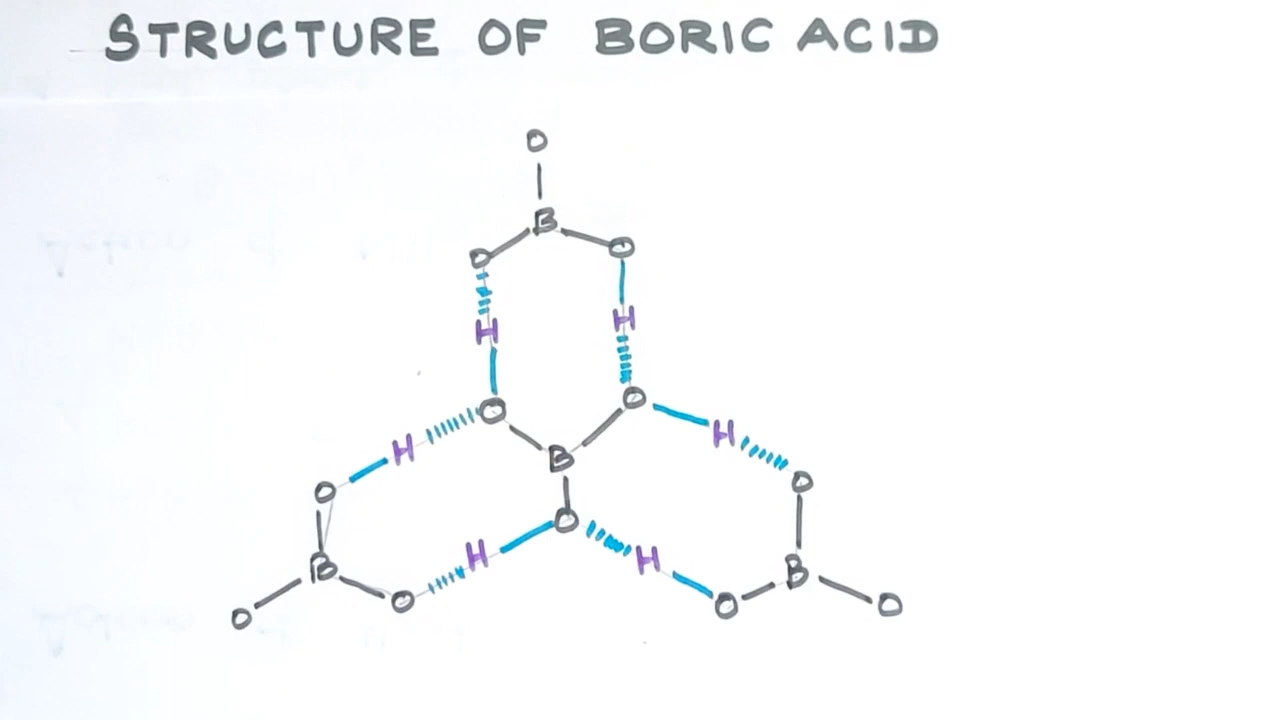 STRUCTURE OF BORIC ACID
O
B
O O
H H
O O
H B H
O O O
H H
B B
O O O O